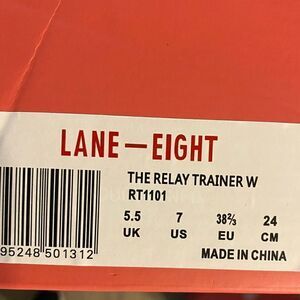 LANE—EIGHT
THE RELAY TRAINER W
RT1101
5.5 7 38⅔ 24
UK US EU CM
95248 501312
MADE IN CHINA